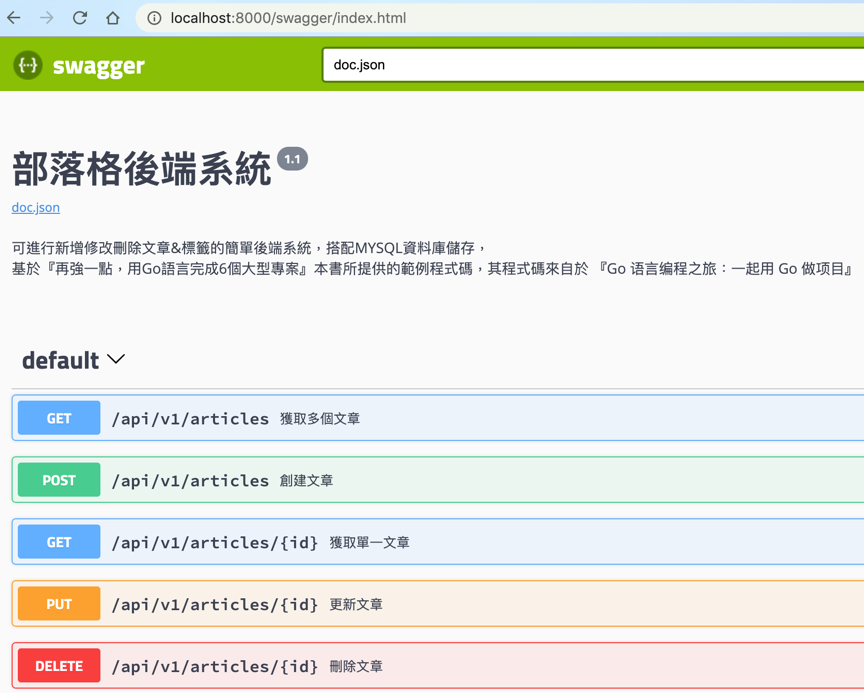 localhost:8000/swagger/index.html
{···} swagger
doc.json
部落格後端系統 1.1
doc.json
可進行新增修改刪除文章&標籤的簡單後端系統，搭配MYSQL資料庫儲存，
基於『再強一點，用Go語言完成6個大型專案』本書所提供的範例程式碼，其程式碼來自於 『Go 语言编程之旅：一起用 Go 做项目』
default
GET /api/v1/articles 獲取多個文章
POST /api/v1/articles 創建文章
GET /api/v1/articles/{id} 獲取單一文章
PUT /api/v1/articles/{id} 更新文章
DELETE /api/v1/articles/{id} 刪除文章